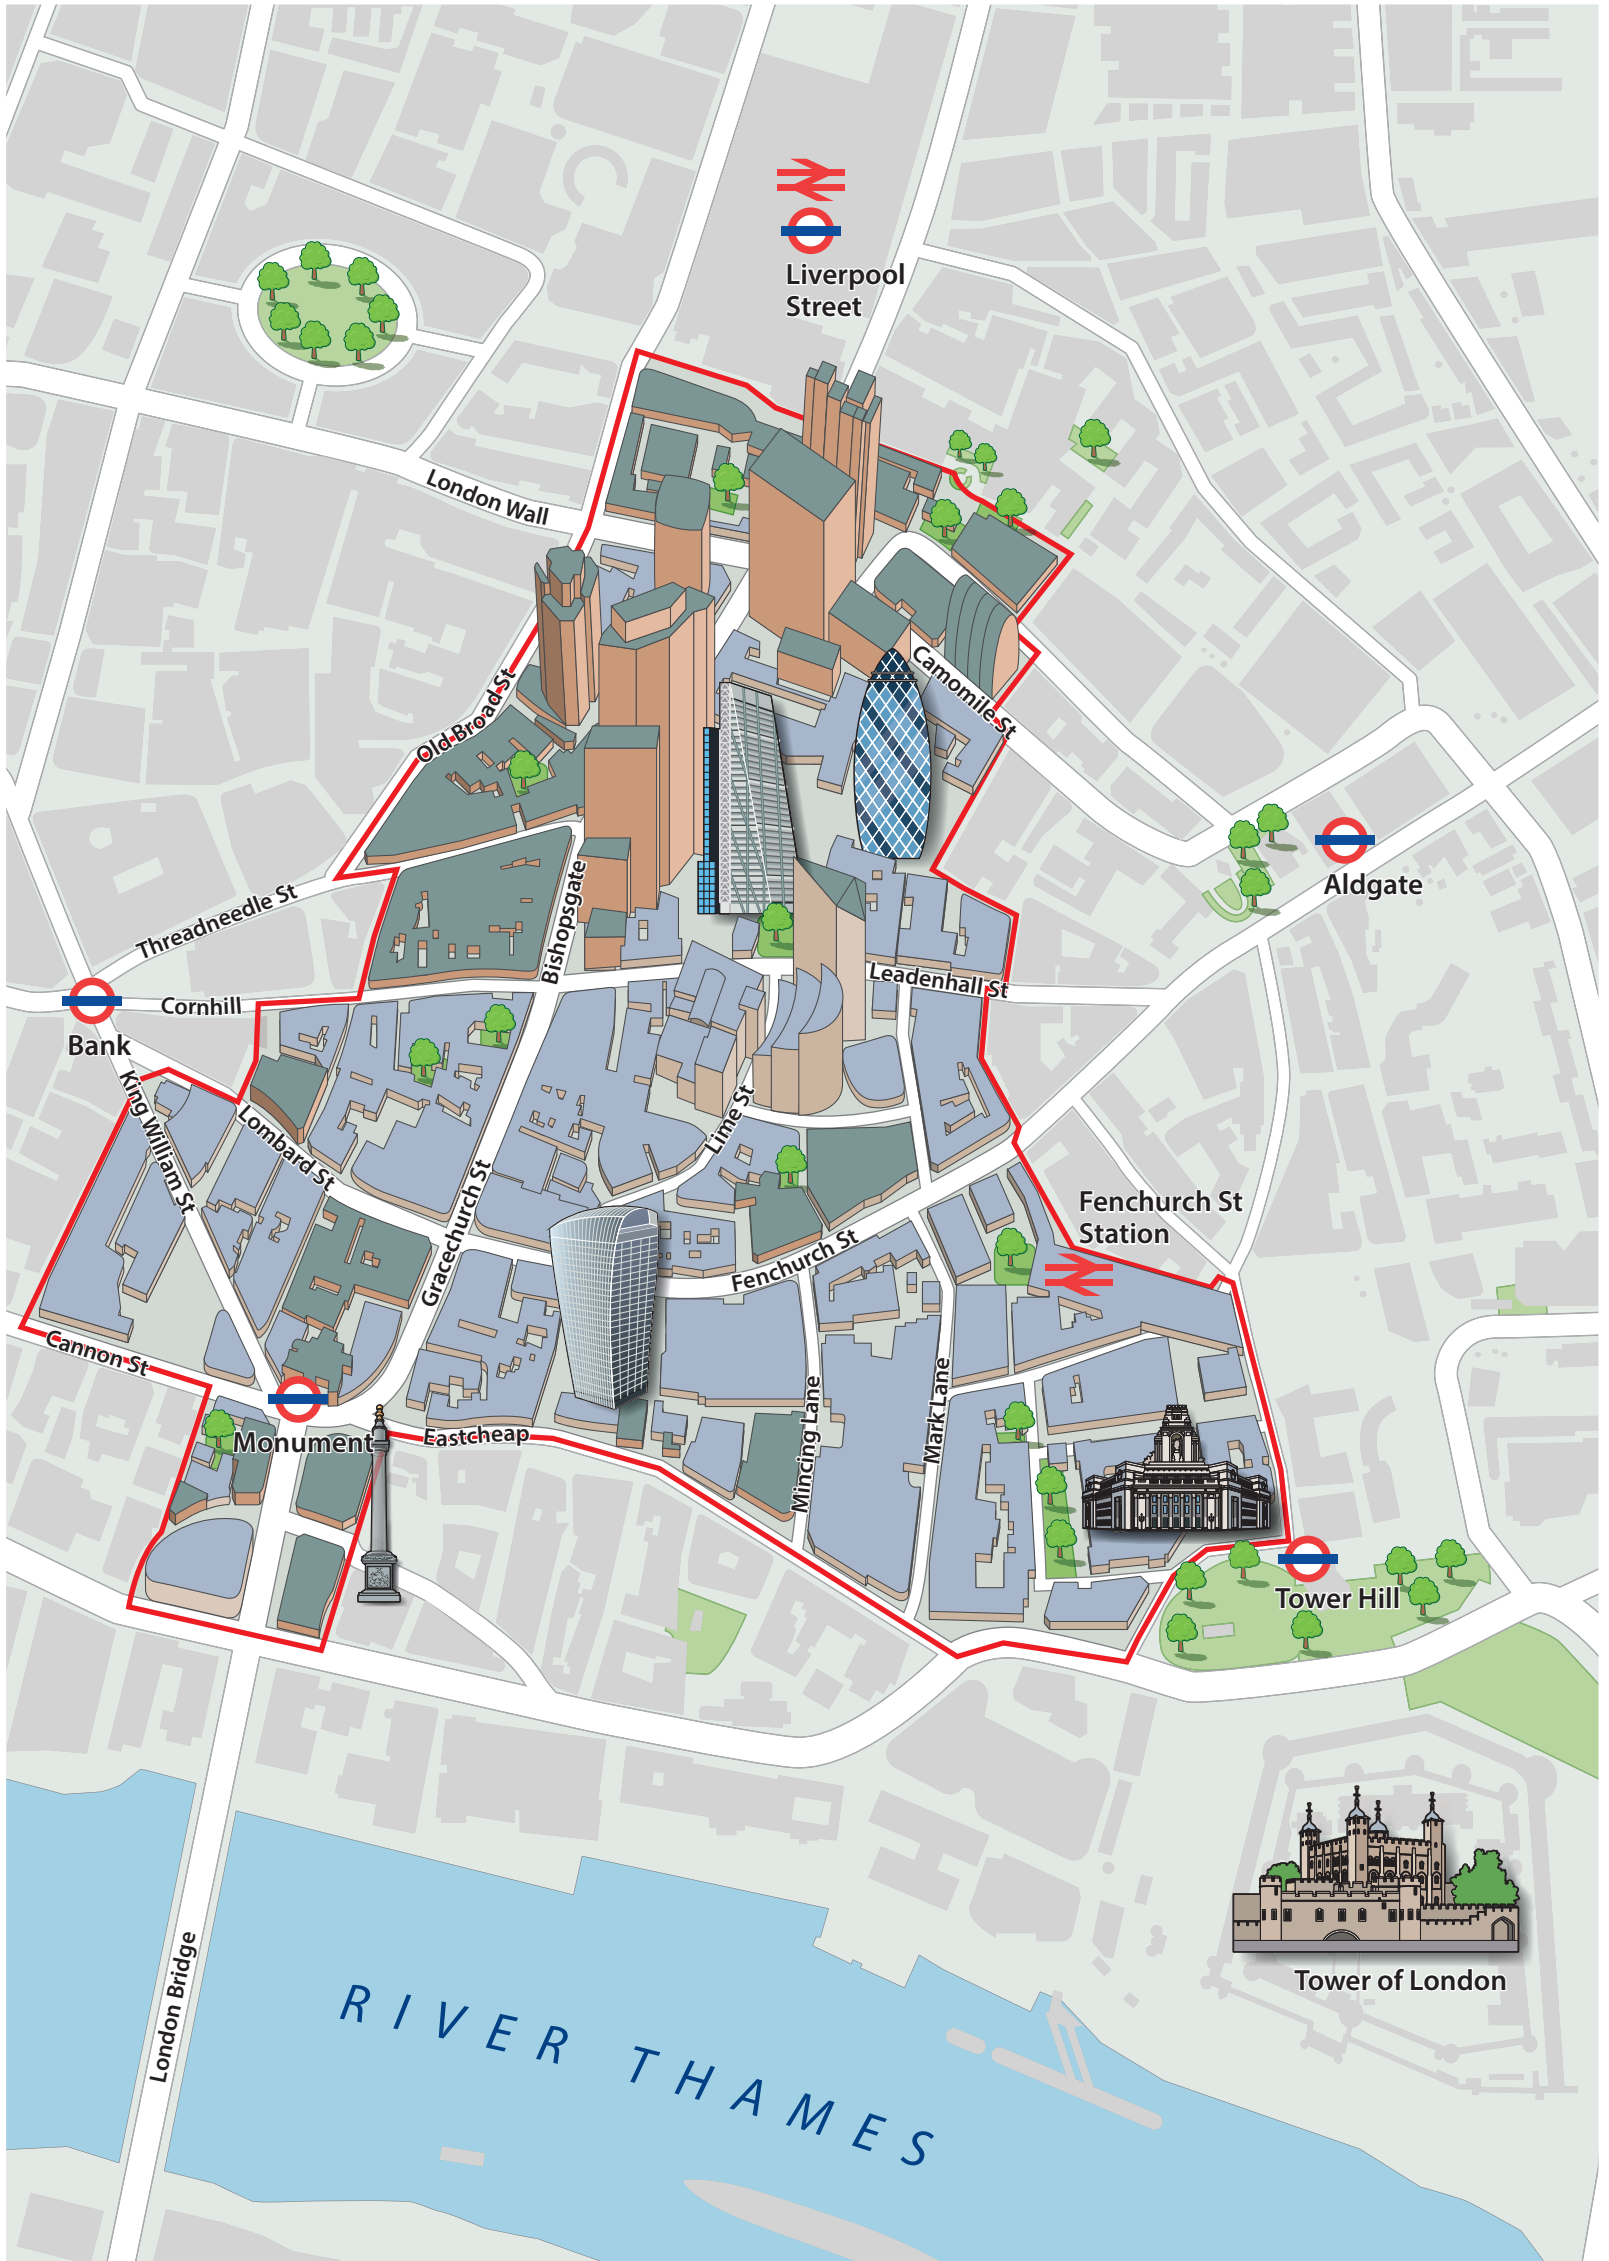 Liverpool
Street
London Wall
Old Broad St
Camomile St
Aldgate
Threadneedle St
Bishopsgate
Leadenhall St
Cornhill
Bank
King William St
Lombard St
Lime St
Gracechurch St
Fenchurch St
Station
Fenchurch St
Cannon St
Monument
Eastcheap
Mincing Lane
Mark Lane
Tower Hill
Tower of London
London Bridge
RIVER THAMES